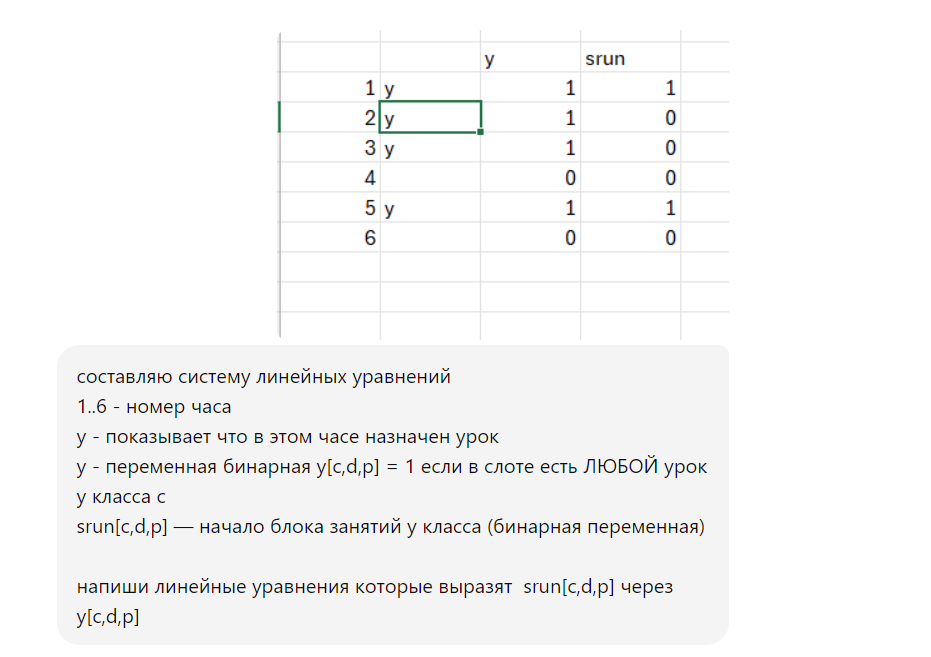 y srun
1 y 1 1
2 y 1 0
3 y 1 0
4 0 0
5 y 1 1
6 0 0
составляю систему линейных уравнений
1..6 - номер часа
y - показывает что в этом часе назначен урок
y - переменная бинарная y[c,d,p] = 1 если в слоте есть ЛЮБОЙ урок
у класса c
srun[c,d,p] — начало блока занятий у класса (бинарная переменная)
напиши линейные уравнения которые выразят srun[c,d,p] через
y[c,d,p]